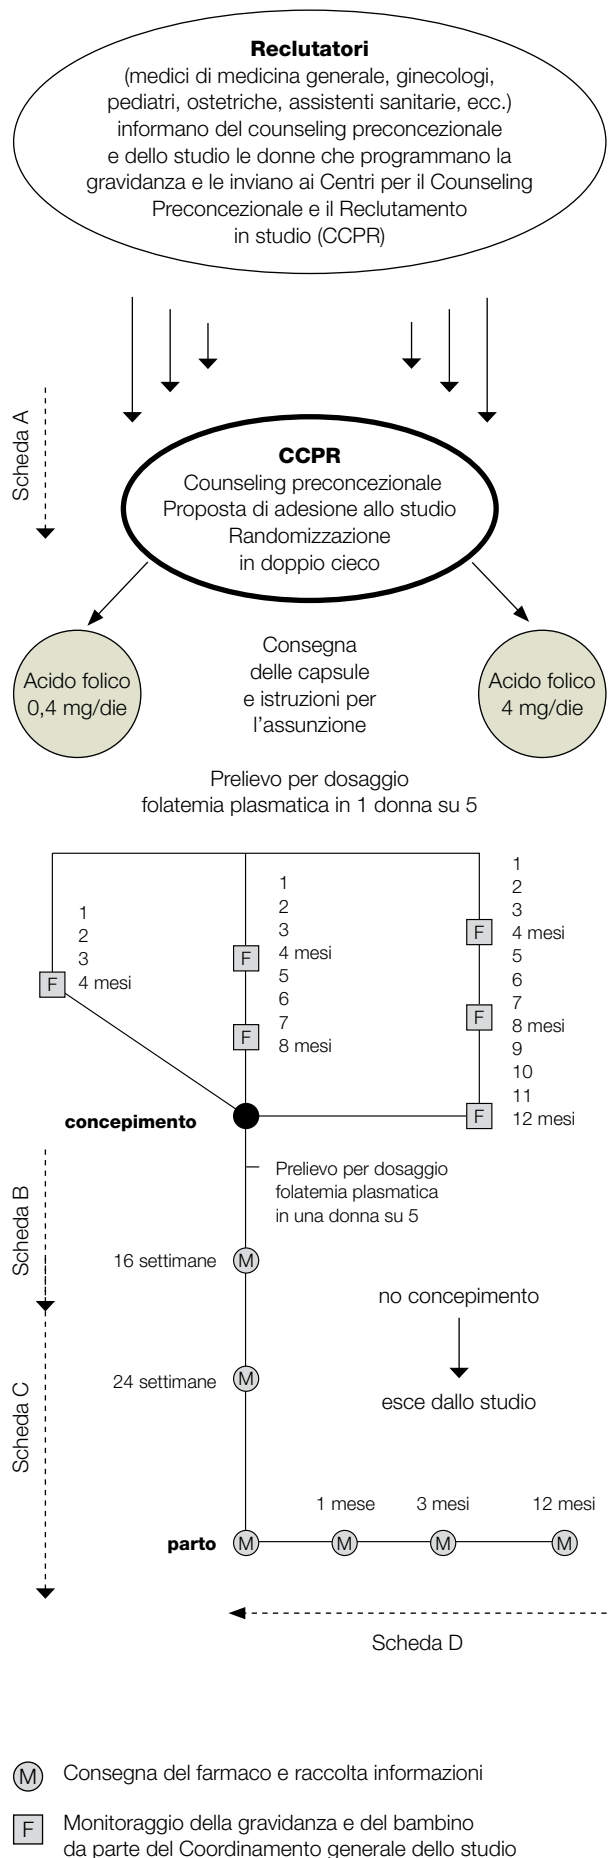 Reclutatori
(medici di medicina generale, ginecologi,
pediatri, ostetriche, assistenti sanitarie, ecc.)
informano del counseling preconcezionale
e dello studio le donne che programmano la
gravidanza e le inviano ai Centri per il Counseling
Preconcezionale e il Reclutamento
in studio (CCPR)
Scheda A
CCPR
Counseling preconcezionale
Proposta di adesione allo studio
Randomizzazione
in doppio cieco
Acido folico
0,4 mg/die
Consegna
delle capsule
e istruzioni per
l'assunzione
Acido folico
4 mg/die
Prelievo per dosaggio
folatemia plasmatica in 1 donna su 5
1
2
3
F 4 mesi
1
2
3
F 4 mesi
5
6
7
F 8 mesi
1
2
3
F 4 mesi
5
6
7
F 8 mesi
9
10
11
F 12 mesi
concepimento
Prelievo per dosaggio
folatemia plasmatica
in una donna su 5
Scheda B
16 settimane M
no concepimento
24 settimane M
esce dallo studio
Scheda C
1 mese 3 mesi 12 mesi
parto M M M M
Scheda D
M Consegna del farmaco e raccolta informazioni
F Monitoraggio della gravidanza e del bambino
da parte del Coordinamento generale dello studio